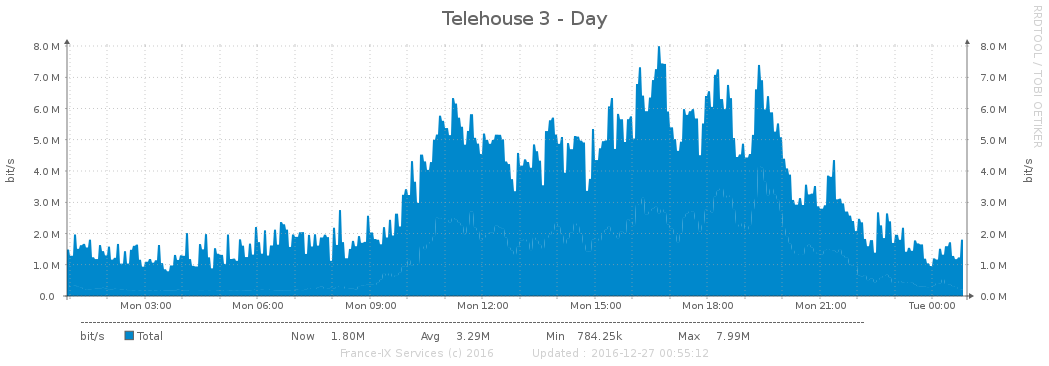 Telehouse 3 - Day
RRDTOOL / TOBI OETIKER
bit/s
bit/s
8.0 M 8.0 M
7.0 M 7.0 M
6.0 M 6.0 M
5.0 M 5.0 M
4.0 M 4.0 M
3.0 M 3.0 M
2.0 M 2.0 M
1.0 M 1.0 M
0.0 0.0 M
Mon 03:00 Mon 06:00 Mon 09:00 Mon 12:00 Mon 15:00 Mon 18:00 Mon 21:00 Tue 00:00
bit/s Total Now 1.80M Avg 3.29M Min 784.25k Max 7.99M
France-IX Services (c) 2016 Updated : 2016-12-27 00:55:12